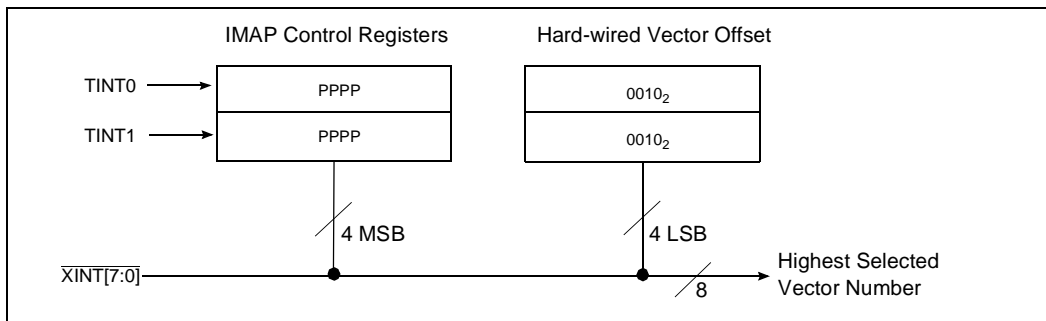 IMAP Control Registers Hard-wired Vector Offset
TINT0 PPPP 0010₂
TINT1 PPPP 0010₂
4 MSB 4 LSB
XINT[7:0] Highest Selected
8 Vector Number